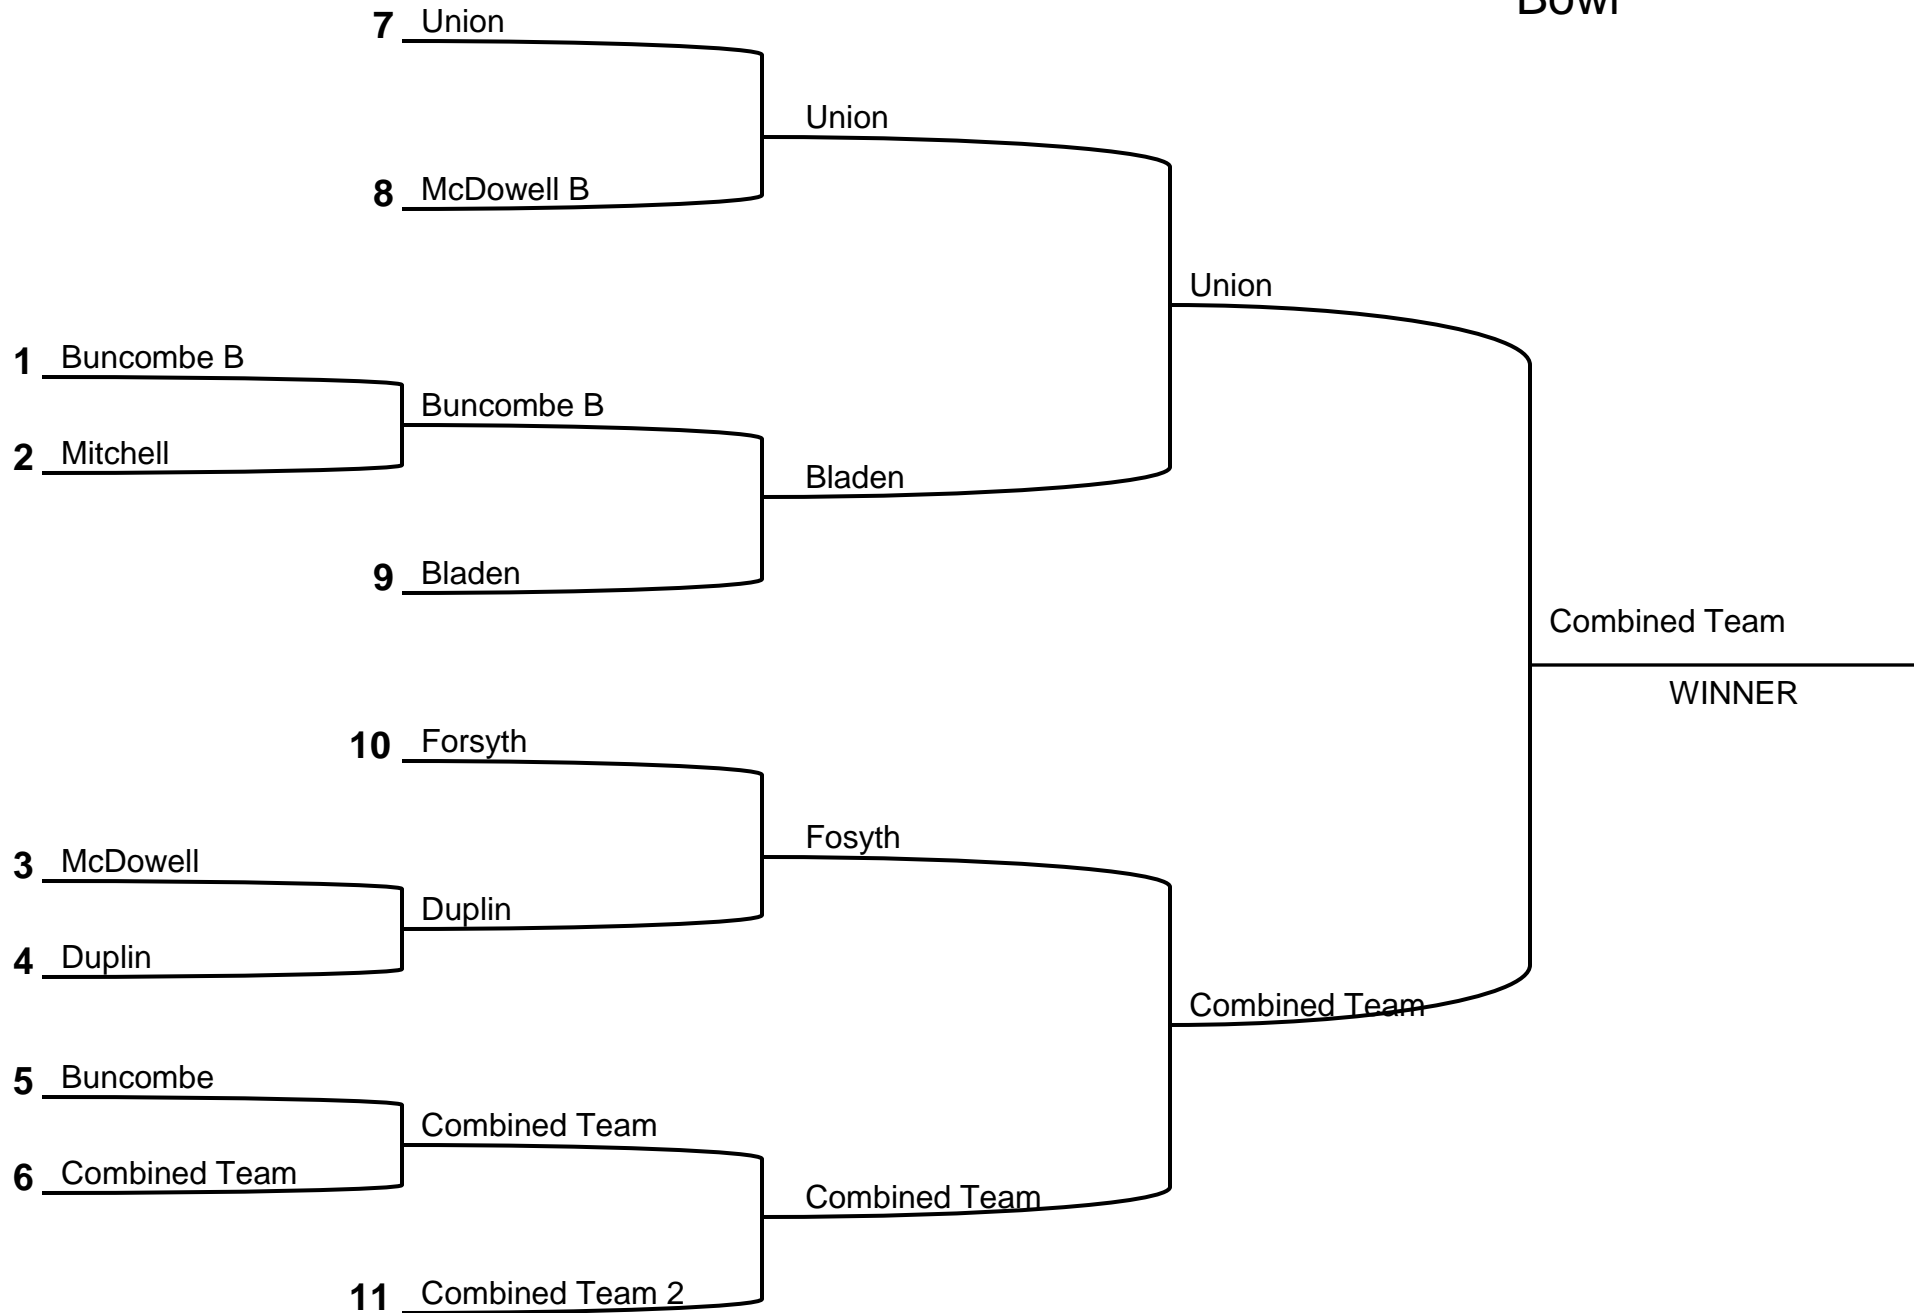 Bowl
7 Union
Union
8 McDowell B
Union
1 Buncombe B
Buncombe B
2 Mitchell
Bladen
9 Bladen
Combined Team
WINNER
10 Forsyth
Fosyth
3 McDowell
Duplin
4 Duplin
Combined Team
5 Buncombe
Combined Team
6 Combined Team
Combined Team
11 Combined Team 2